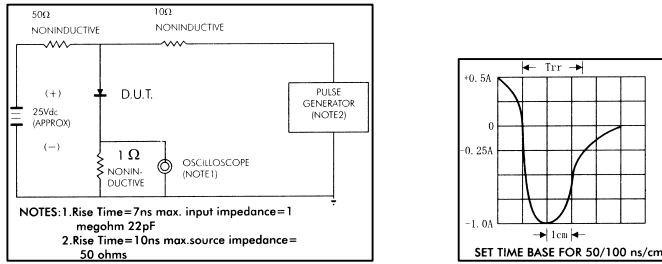 50Ω
NONINDUCTIVE
10Ω
NONINDUCTIVE
(+)
25Vdc
(APPROX)
(−)
D.U.T.
PULSE
GENERATOR
(NOTE2)
1Ω
NONIN-
DUCTIVE
OSCILLOSCOPE
(NOTE1)
NOTES:1.Rise Time=7ns max. input impedance=1
megohm 22pF
2.Rise Time=10ns max.source impedance=
50 ohms
Trr
+0.5A
0
-0.25A
-1.0A
1cm
SET TIME BASE FOR 50/100 ns/cm